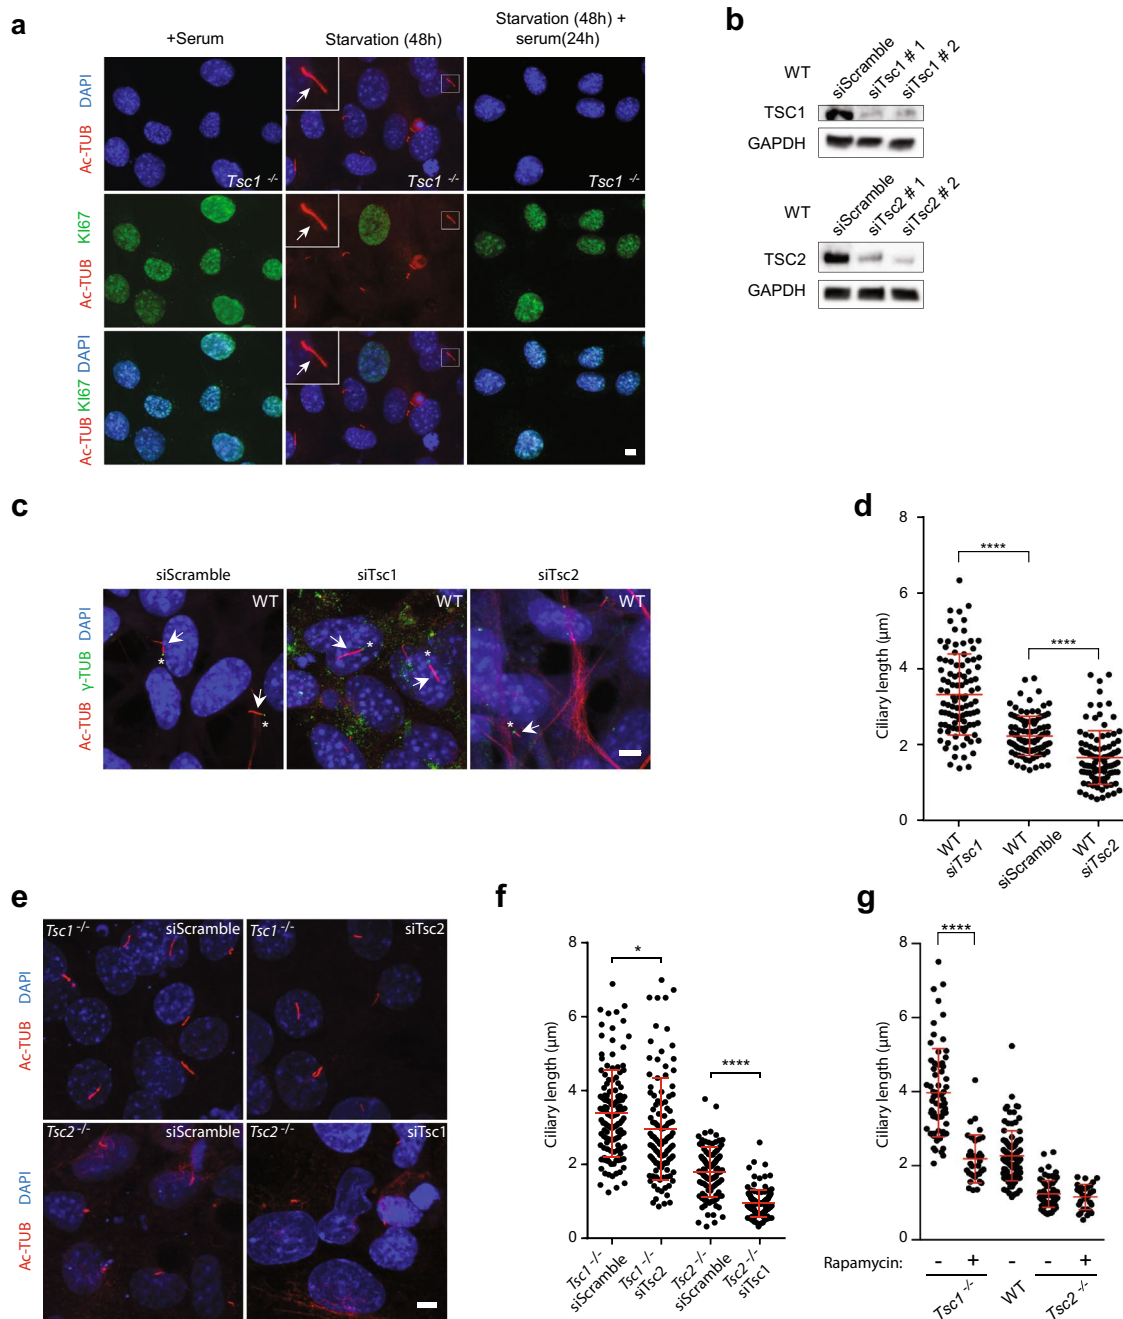 a
+Serum
Starvation (48h)
Starvation (48h) +
serum(24h)
Ac-TUB DAPI
Tsc1 -/-
Tsc1 -/-
Tsc1 -/-
Ac-TUB KI67
Ac-TUB KI67 DAPI
b
WT
siScramble
siTsc1 # 1
siTsc1 # 2
TSC1
GAPDH
WT
siScramble
siTsc2 # 1
siTsc2 # 2
TSC2
GAPDH
c
siScramble
siTsc1
siTsc2
Ac-TUB γ-TUB DAPI
WT
WT
WT
*
*
*
*
*
d
Ciliary length (µm)
8
6
4
2
0
****
****
WT
siTsc1
WT
siScramble
WT
siTsc2
e
Ac-TUB DAPI
Tsc1 -/-
siScramble
Tsc1 -/-
siTsc2
Ac-TUB DAPI
Tsc2 -/-
siScramble
Tsc2 -/-
siTsc1
f
Ciliary length (µm)
8
6
4
2
0
*
****
Tsc1 -/-
siScramble
Tsc1 -/-
siTsc2
Tsc2 -/-
siScramble
Tsc2 -/-
siTsc1
g
Ciliary length (µm)
8
6
4
2
0
****
Rapamycin: - + - - +
Tsc1 -/-
WT
Tsc2 -/-